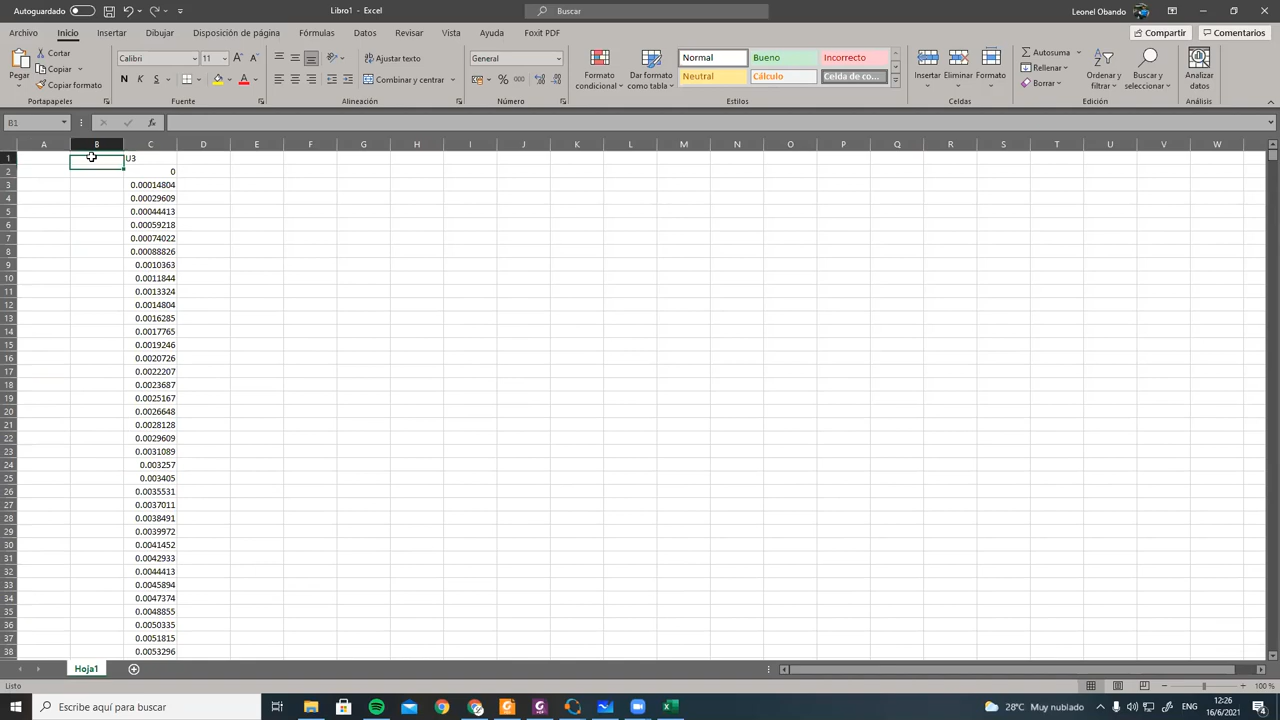 Autoguardado
Libro1 - Excel
Buscar
Leonel Obando
Archivo Inicio Insertar Dibujar Disposición de página Fórmulas Datos Revisar Vista Ayuda Foxit PDF
Compartir Comentarios
Pegar
Cortar
Copiar
Copiar formato
Portapapeles
Calibri 11
N K S
Fuente
Ajustar texto
Combinar y centrar
Alineación
General
Número
Formato condicional
Dar formato como tabla
Normal Bueno Incorrecto
Neutral Cálculo Celda de co...
Estilos
Insertar Eliminar Formato
Celdas
Autosuma
Rellenar
Borrar
Ordenar y filtrar
Buscar y seleccionar
Edición
Analizar datos
Análisis
B1
A B C D E F G H I J K L M N O P Q R S T U V W
1 U3
2 0
3 0.00014804
4 0.00029609
5 0.00044413
6 0.00059218
7 0.00074022
8 0.00088826
9 0.0010363
10 0.0011844
11 0.0013324
12 0.0014804
13 0.0016285
14 0.0017765
15 0.0019246
16 0.0020726
17 0.0022207
18 0.0023687
19 0.0025167
20 0.0026648
21 0.0028128
22 0.0029609
23 0.0031089
24 0.003257
25 0.003405
26 0.0035531
27 0.0037011
28 0.0038491
29 0.0039972
30 0.0041452
31 0.0042933
32 0.0044413
33 0.0045894
34 0.0047374
35 0.0048855
36 0.0050335
37 0.0051815
38 0.0053296
Hoja1
Listo
100 %
Escribe aquí para buscar
28°C Muy nublado
ENG
12:26
16/6/2021